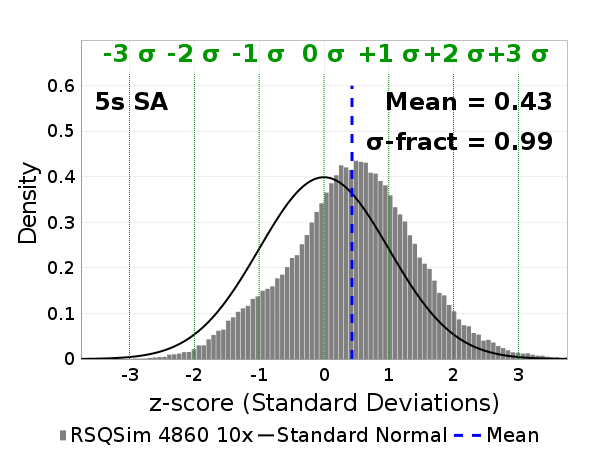 -3 σ -2 σ -1 σ 0 σ +1 σ +2 σ +3 σ
5s SA
Mean = 0.43
σ-fract = 0.99
Density
0.6
0.5
0.4
0.3
0.2
0.1
0
-3 -2 -1 0 1 2 3
z-score (Standard Deviations)
RSQSim 4860 10x Standard Normal Mean